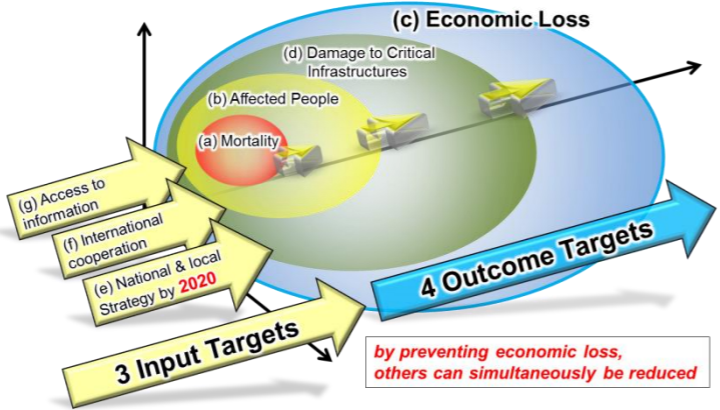 (c) Economic Loss
(d) Damage to Critical
Infrastructures
(b) Affected People
(a) Mortality
(g) Access to
information
(f) International
cooperation
(e) National & local
Strategy by 2020
3 Input Targets
4 Outcome Targets
by preventing economic loss,
others can simultaneously be reduced